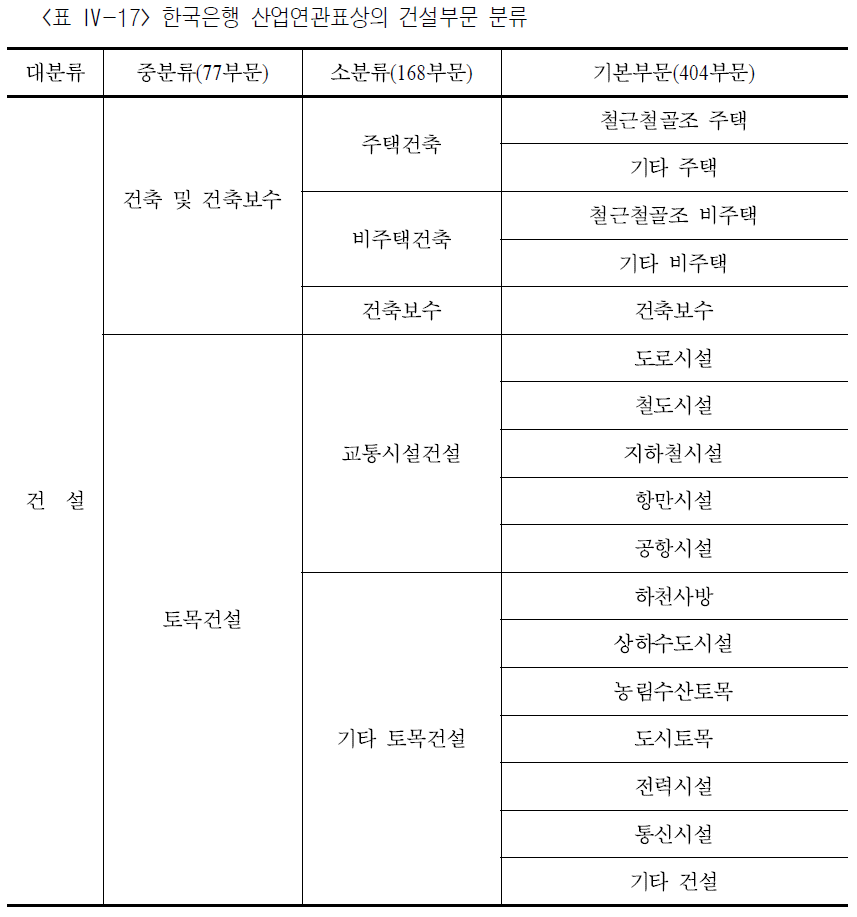 <표 Ⅳ-17> 한국은행 산업연관표상의 건설부문 분류
대분류 중분류(77부문) 소분류(168부문) 기본부문(404부문)
건 설
건축 및 건축보수
주택건축
철근철골조 주택
기타 주택
비주택건축
철근철골조 비주택
기타 비주택
건축보수
건축보수
토목건설
교통시설건설
도로시설
철도시설
지하철시설
항만시설
공항시설
기타 토목건설
하천사방
상하수도시설
농림수산토목
도시토목
전력시설
통신시설
기타 건설